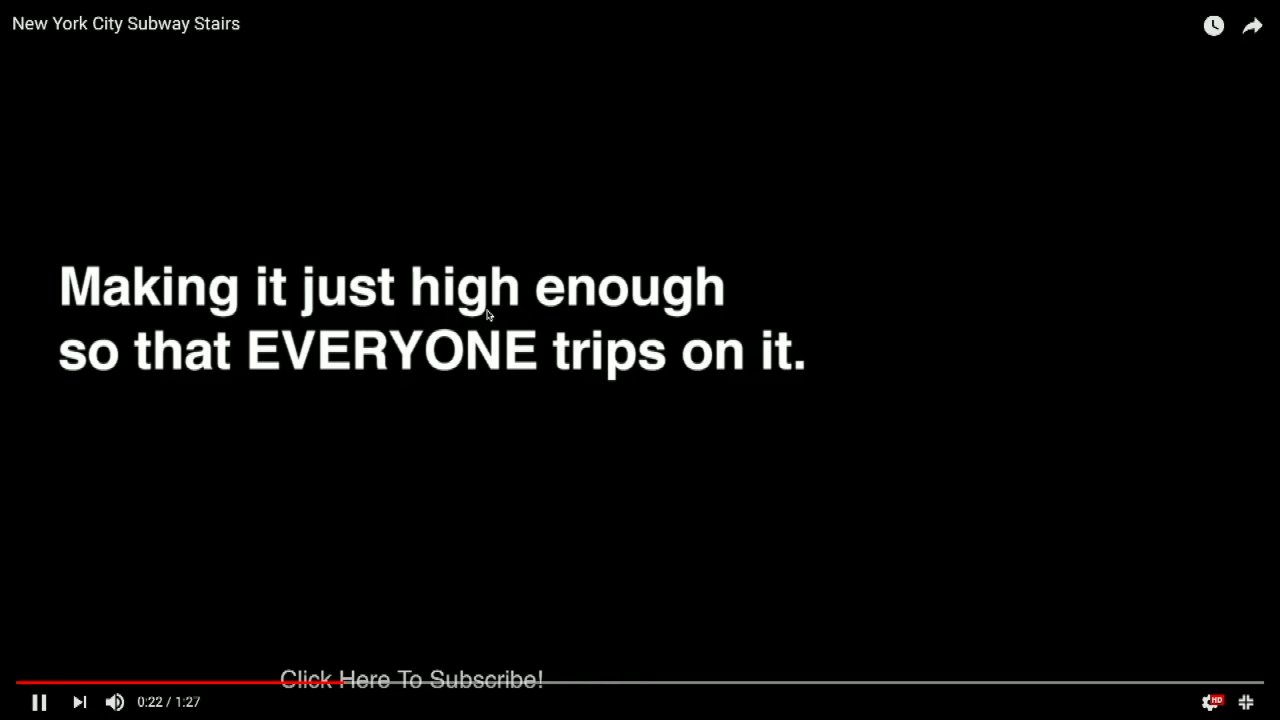 New York City Subway Stairs
Making it just high enough
so that EVERYONE trips on it.
Click Here To Subscribe!
0:22 / 1:27
HD